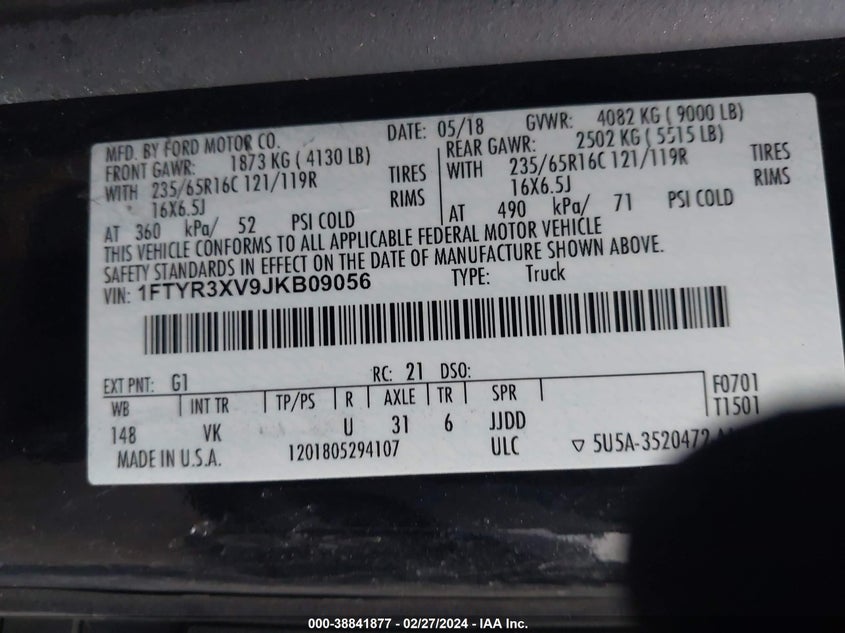 MFD. BY FORD MOTOR CO. DATE: 05/18 GVWR: 4082 KG ( 9000 LB)
FRONT GAWR: 1873 KG ( 4130 LB) REAR GAWR: 2502 KG ( 5515 LB)
WITH 235/65R16C 121/119R TIRES WITH 235/65R16C 121/119R TIRES
16X6.5J RIMS 16X6.5J RIMS
AT 360 kPa/ 52 PSI COLD AT 490 kPa/ 71 PSI COLD
THIS VEHICLE CONFORMS TO ALL APPLICABLE FEDERAL MOTOR VEHICLE
SAFETY STANDARDS IN EFFECT ON THE DATE OF MANUFACTURE SHOWN ABOVE.
VIN: 1FTYR3XV9JKB09056 TYPE: Truck
EXT PNT: G1 RC: 21 DSO: F0701
WB INT TR TP/PS R AXLE TR SPR T1501
148 VK U 31 6 JJDD
MADE IN U.S.A. 1201805294107 ULC ▽ 5U5A-3520472
000-38841877 - 02/27/2024 - IAA Inc.